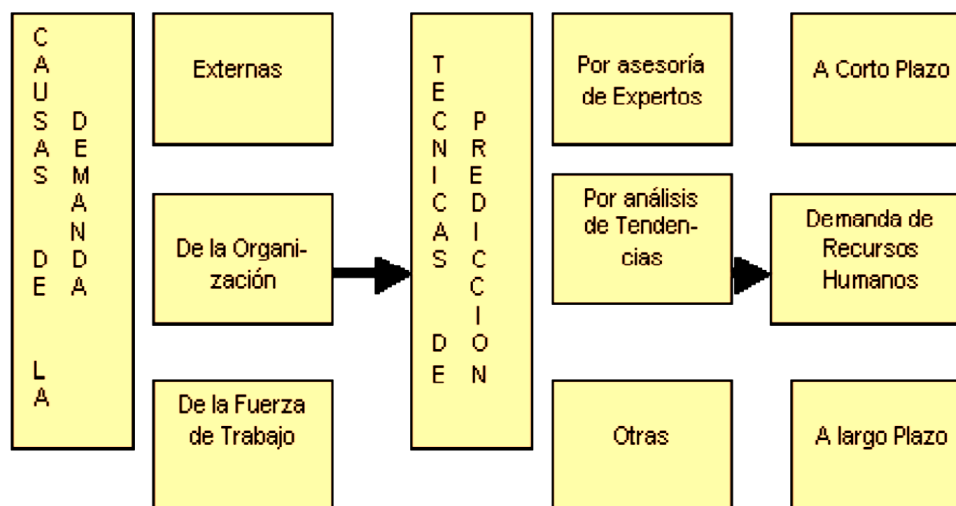 CAUSAS DE LA
DEMANDA
Externas
De la Organi-
zación
De la Fuerza
de Trabajo
TECNICAS DE
PREDICCION
Por asesoría
de Expertos
Por análisis
de Tenden-
cias
Otras
A Corto Plazo
Demanda de
Recursos
Humanos
A largo Plazo